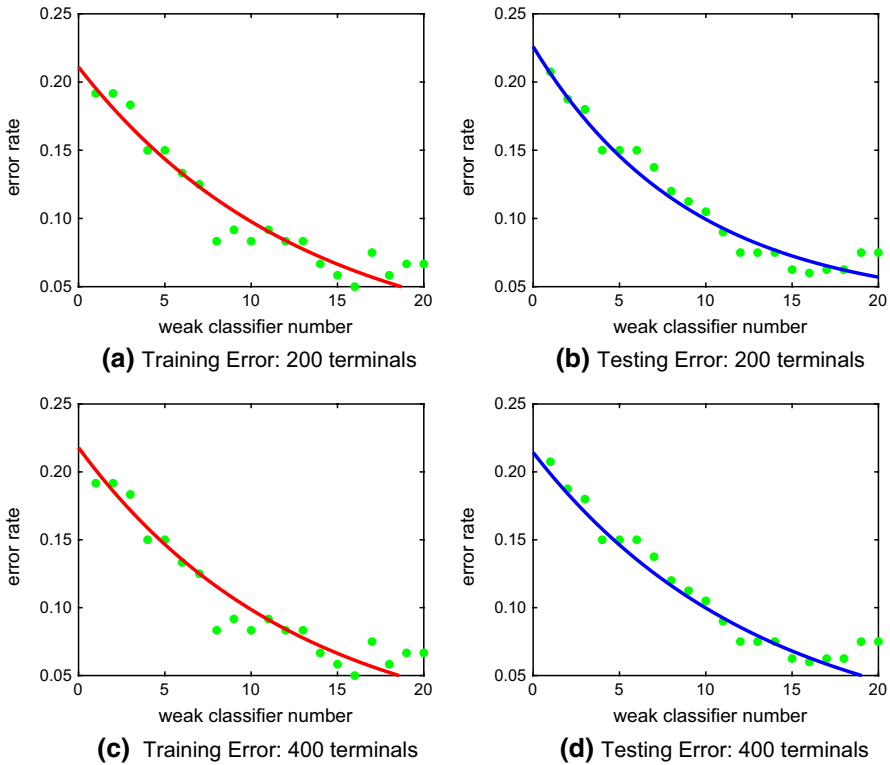 0.25
0.20
0.15
0.10
0.05
error rate
0 5 10 15 20
weak classifier number
(a) Training Error: 200 terminals
0.25
0.20
0.15
0.10
0.05
error rate
0 5 10 15 20
weak classifier number
(b) Testing Error: 200 terminals
0.25
0.20
0.15
0.10
0.05
error rate
0 5 10 15 20
weak classifier number
(c) Training Error: 400 terminals
0.25
0.20
0.15
0.10
0.05
error rate
0 5 10 15 20
weak classifier number
(d) Testing Error: 400 terminals